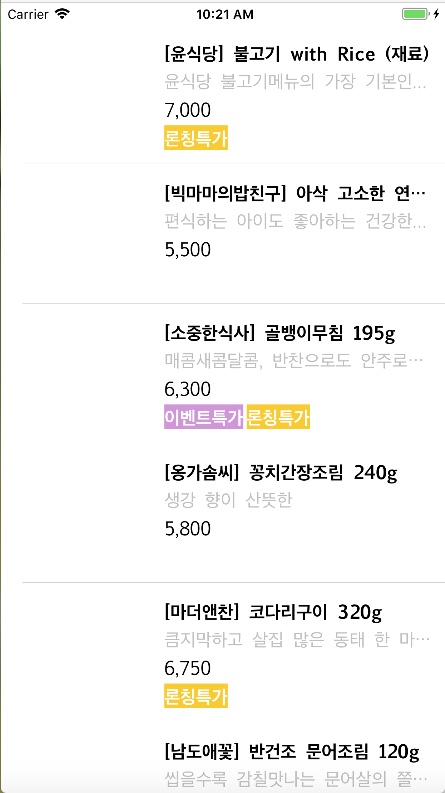 Carrier 10:21 AM
[윤식당] 불고기 with Rice (재료)
윤식당 불고기메뉴의 가장 기본인...
7,000
론칭특가
[빅마마의밥친구] 아삭 고소한 연...
편식하는 아이도 좋아하는 건강한...
5,500
[소중한식사] 골뱅이무침 195g
매콤새콤달콤, 반찬으로도 안주로...
6,300
이벤트특가 론칭특가
[옹가솜씨] 꽁치간장조림 240g
생강 향이 산뜻한
5,800
[마더앤찬] 코다리구이 320g
큼지막하고 살집 많은 동태 한 마...
6,750
론칭특가
[남도애꽃] 반건조 문어조림 120g
씹을수록 감칠맛나는 문어살의 쫄...